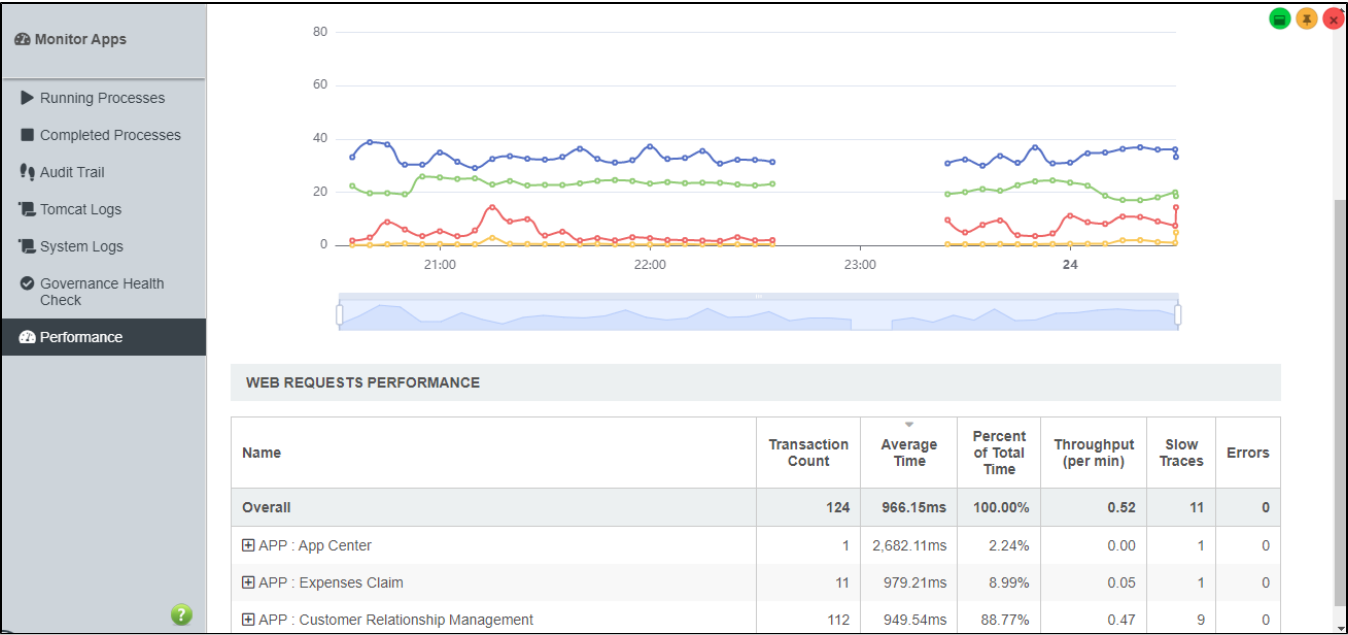 Monitor Apps
Running Processes
Completed Processes
Audit Trail
Tomcat Logs
System Logs
Governance Health
Check
Performance
?
80
60
40
20
0
21:00 22:00 23:00 24
WEB REQUESTS PERFORMANCE
Name Transaction Count Average Time Percent of Total Time Throughput (per min) Slow Traces Errors
Overall 124 966.15ms 100.00% 0.52 11 0
APP : App Center 1 2,682.11ms 2.24% 0.00 1 0
APP : Expenses Claim 11 979.21ms 8.99% 0.05 1 0
APP : Customer Relationship Management 112 949.54ms 88.77% 0.47 9 0